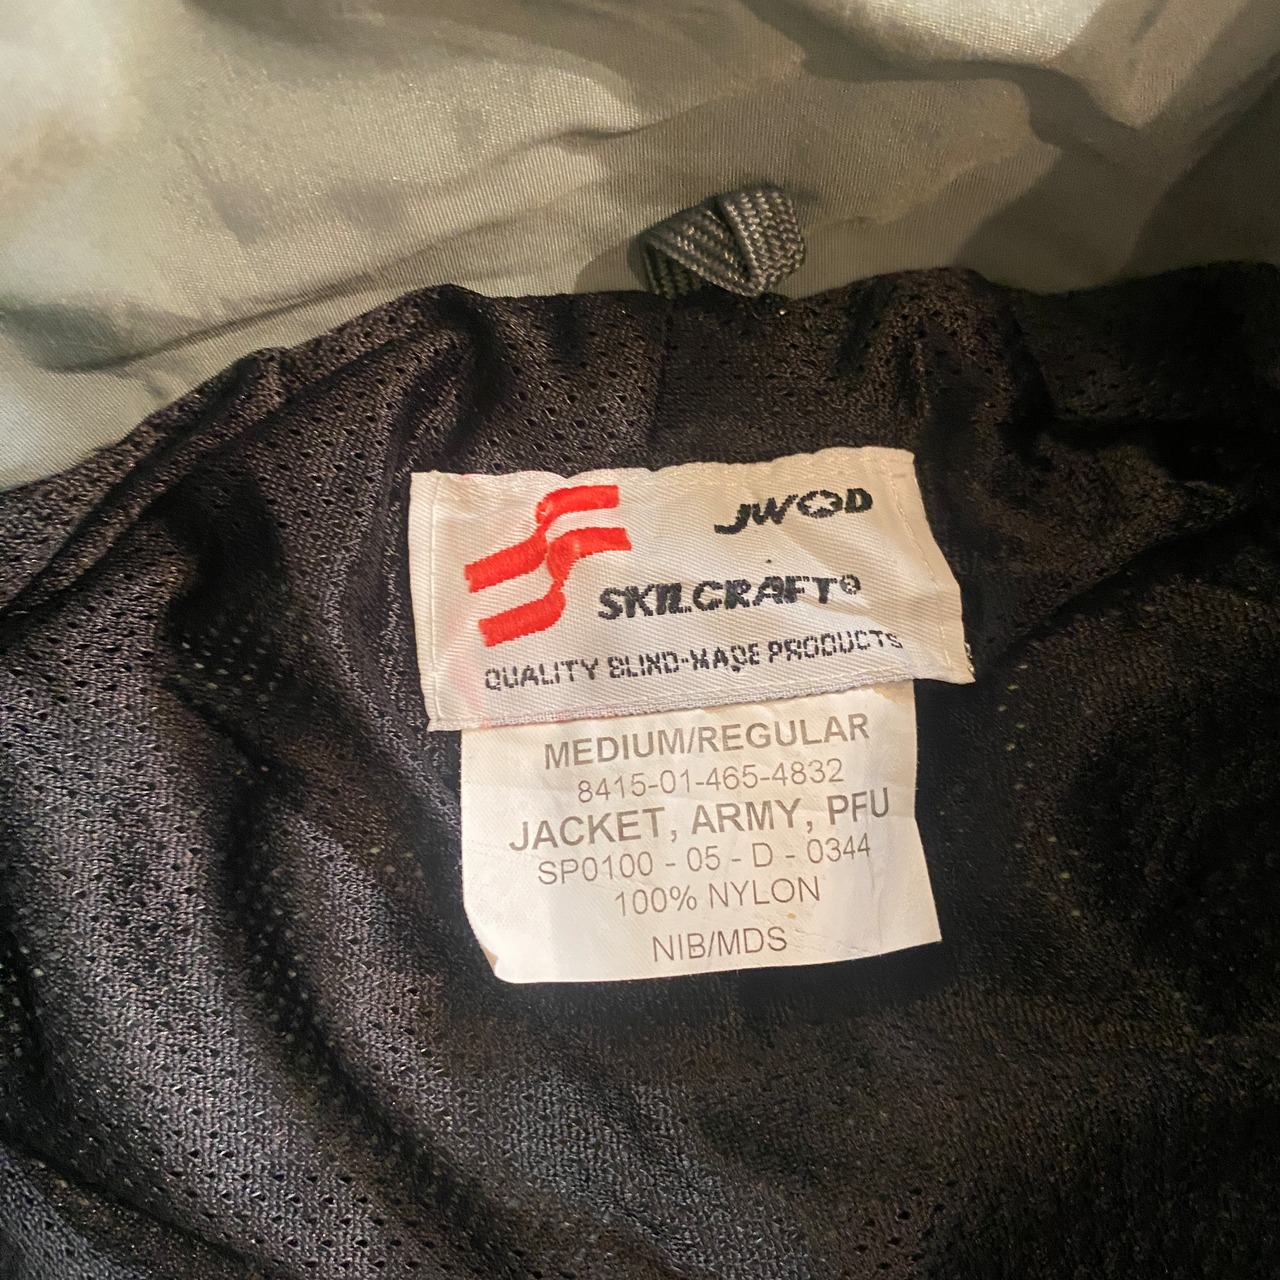 JWOD
SKILCRAFT®
QUALITY BLIND-MADE PRODUCTS
MEDIUM/REGULAR
8415-01-465-4832
JACKET, ARMY, PFU
SP0100 - 05 - D - 0344
100% NYLON
NIB/MDS